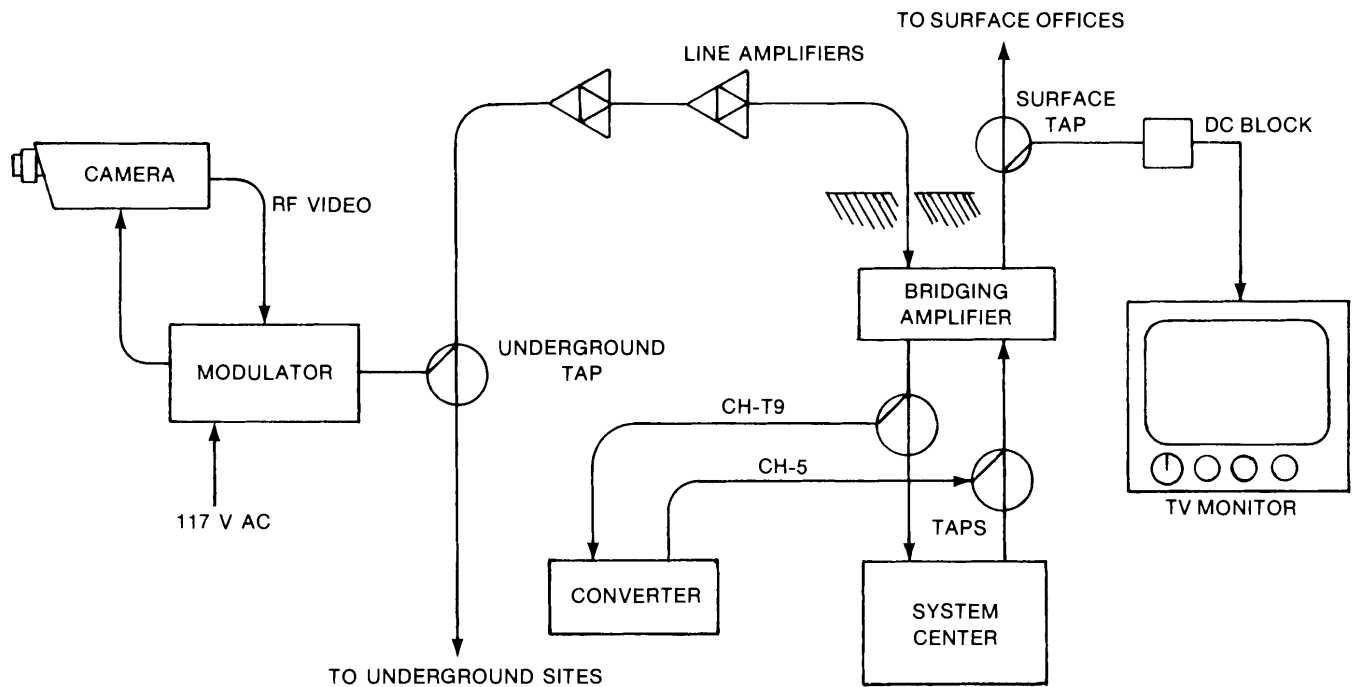 TO SURFACE OFFICES
LINE AMPLIFIERS
SURFACE
TAP
DC BLOCK
CAMERA
RF VIDEO
BRIDGING
AMPLIFIER
UNDERGROUND
TAP
MODULATOR
CH-T9
CH-5
117 V AC
TAPS
TV MONITOR
CONVERTER
SYSTEM
CENTER
TO UNDERGROUND SITES